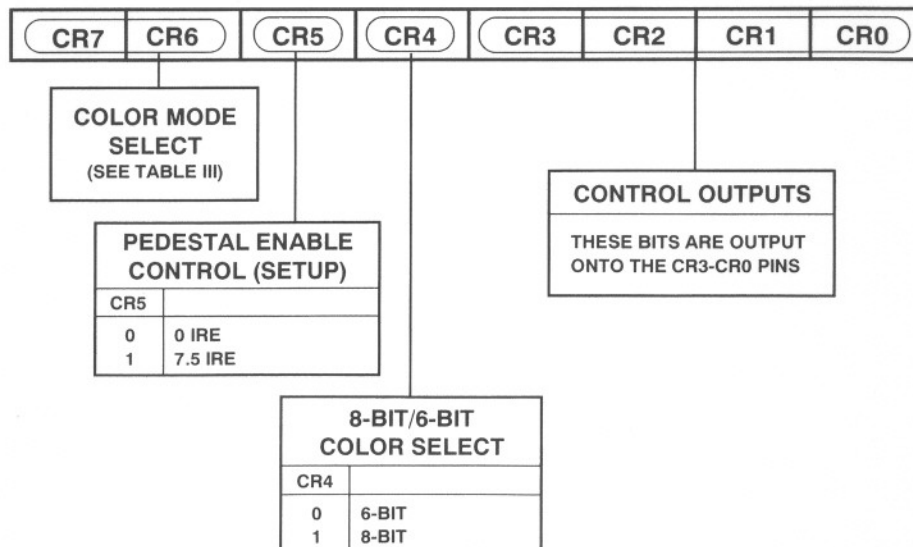 CR7 CR6 CR5 CR4 CR3 CR2 CR1 CR0
COLOR MODE
SELECT
(SEE TABLE III)
CONTROL OUTPUTS
THESE BITS ARE OUTPUT
ONTO THE CR3-CR0 PINS
PEDESTAL ENABLE
CONTROL (SETUP)
CR5
0 0 IRE
1 7.5 IRE
8-BIT/6-BIT
COLOR SELECT
CR4
0 6-BIT
1 8-BIT